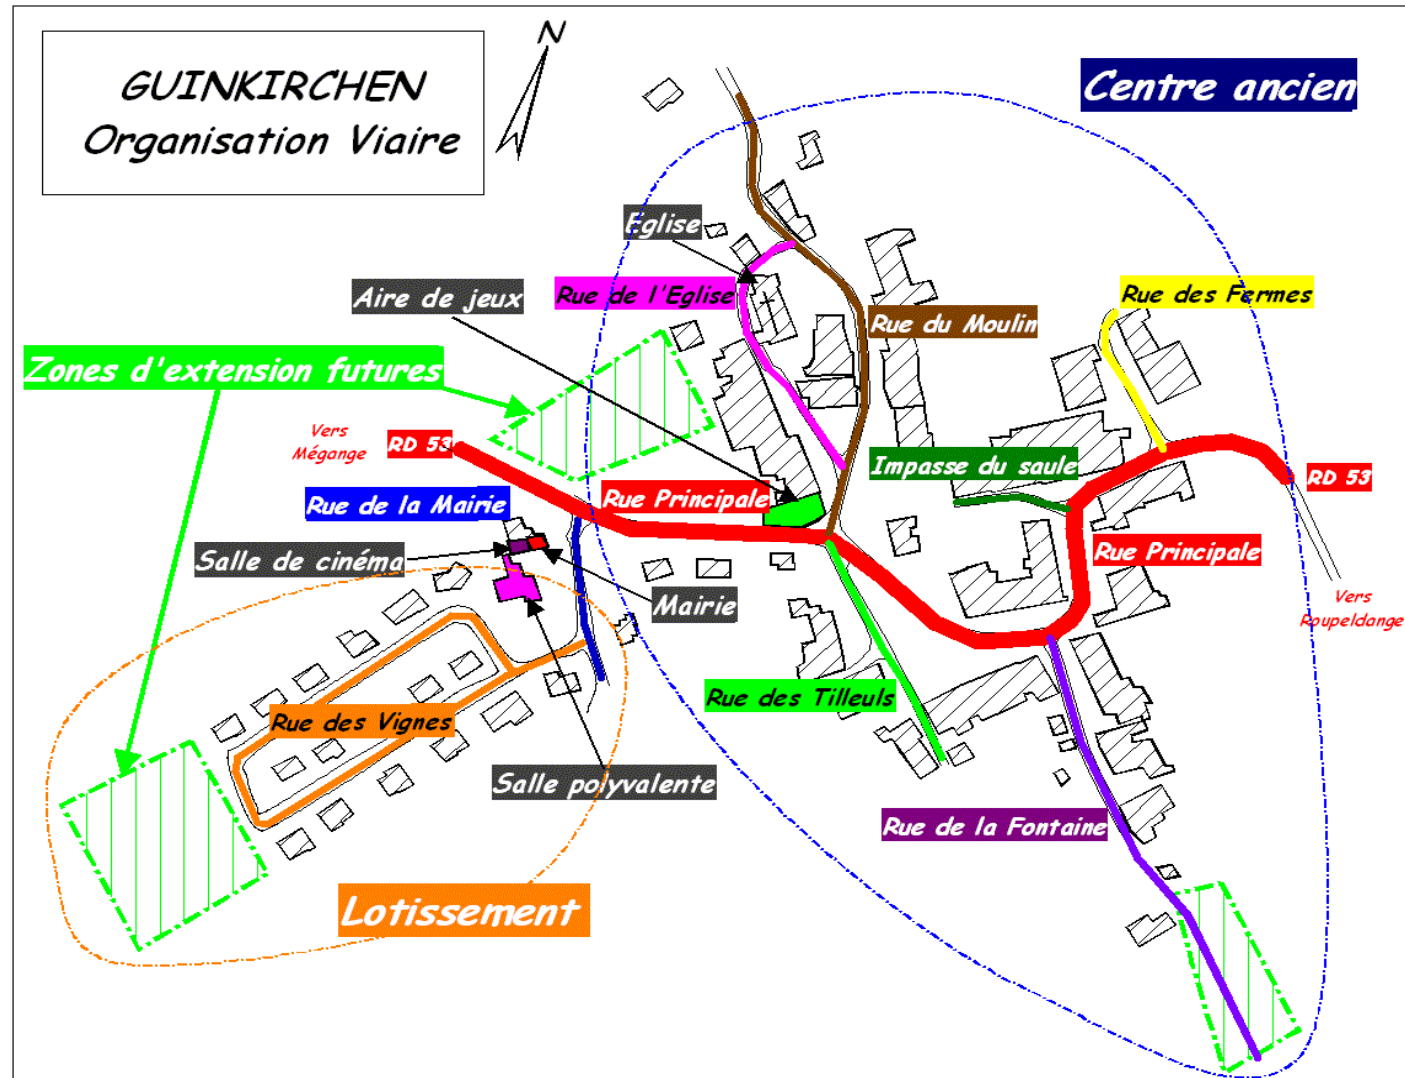 GUINKIRCHEN
Organisation Viaire
N
Centre ancien
Eglise
Aire de jeux
Rue de l'Eglise
Rue des Fermes
Rue du Moulin
Zones d'extension futures
Vers
Mégange
RD 53
Impasse du saule
RD 53
Rue de la Mairie
Rue Principale
Salle de cinéma
Rue Principale
Mairie
Vers
Roupeldange
Rue des Tilleuls
Rue des Vignes
Salle polyvalente
Rue de la Fontaine
Lotissement